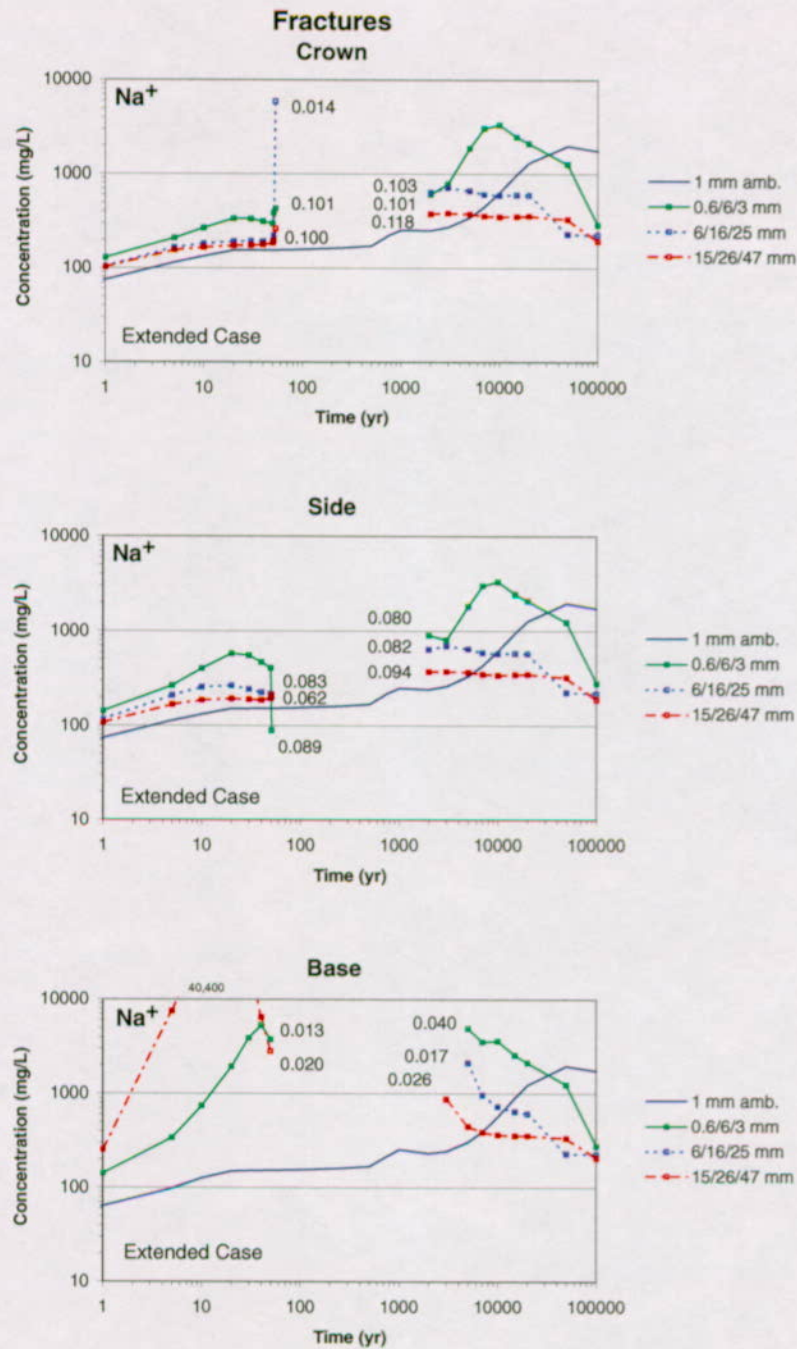 Fractures
Crown
Na+
10000
1000
100
10
Concentration (mg/L)
0.014
0.101
0.100
0.103
0.101
0.118
Extended Case
1 10 100 1000 10000 100000
Time (yr)
1 mm amb.
0.6/6/3 mm
6/16/25 mm
15/26/47 mm
Side
Na+
10000
1000
100
10
Concentration (mg/L)
0.083
0.062
0.089
0.080
0.082
0.094
Extended Case
1 10 100 1000 10000 100000
Time (yr)
1 mm amb.
0.6/6/3 mm
6/16/25 mm
15/26/47 mm
Base
40,400
Na+
10000
1000
100
10
Concentration (mg/L)
0.013
0.020
0.040
0.017
0.026
Extended Case
1 10 100 1000 10000 100000
Time (yr)
1 mm amb.
0.6/6/3 mm
6/16/25 mm
15/26/47 mm